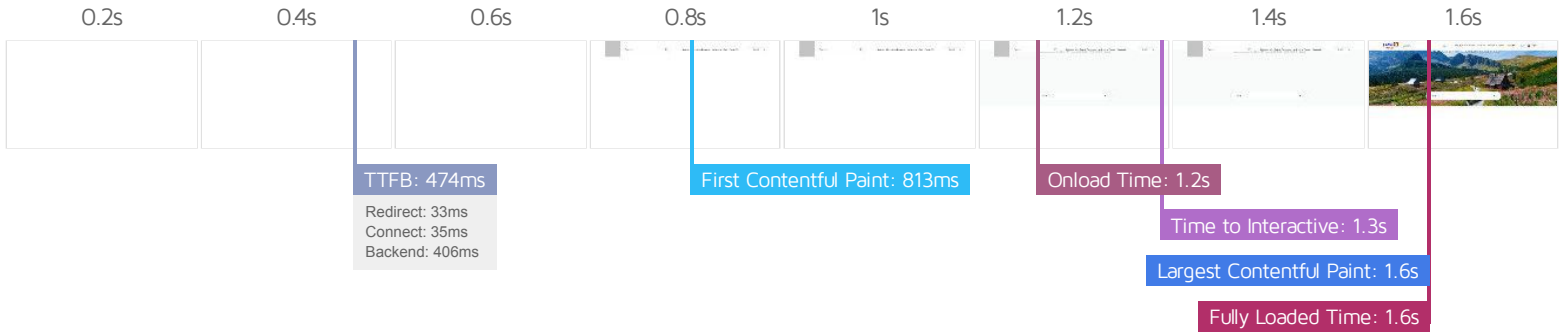 0.2s
0.4s
0.6s
0.8s
1s
1.2s
1.4s
1.6s
TTFB: 474ms
Redirect: 33ms
Connect: 35ms
Backend: 406ms
First Contentful Paint: 813ms
Onload Time: 1.2s
Time to Interactive: 1.3s
Largest Contentful Paint: 1.6s
Fully Loaded Time: 1.6s